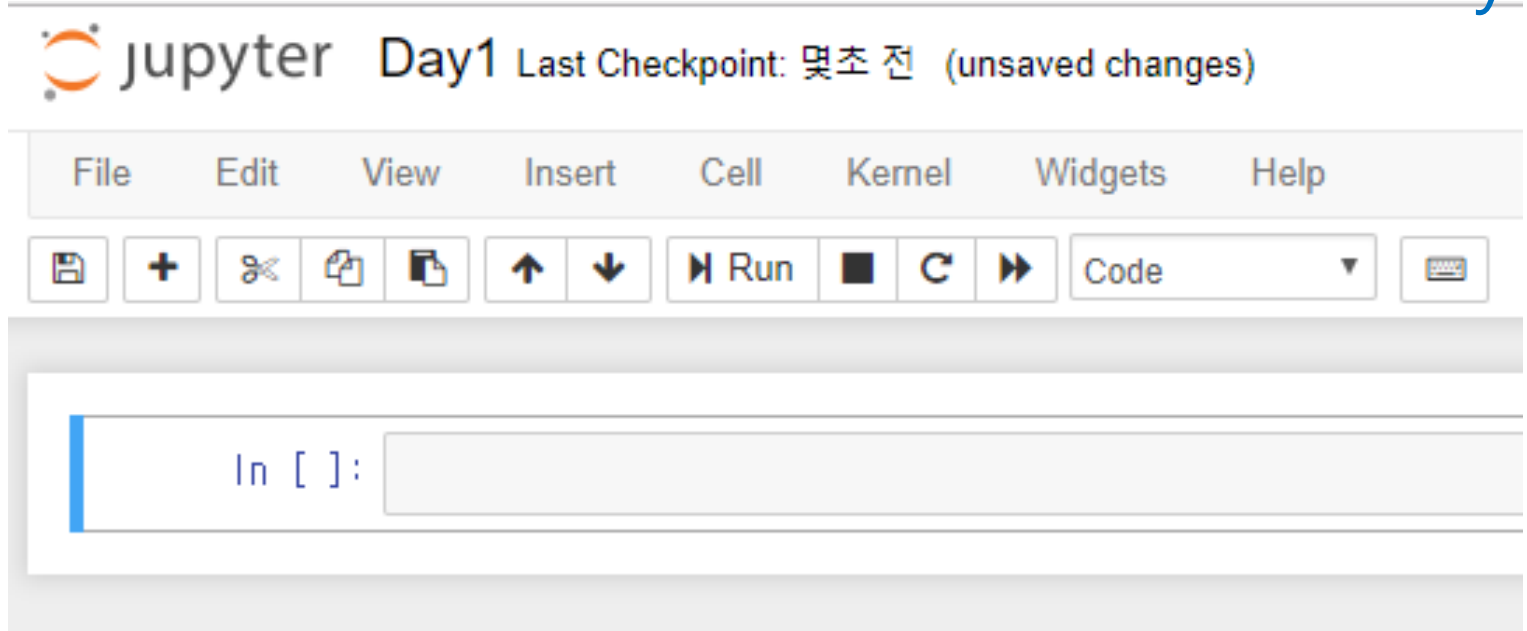 jupyter Day1 Last Checkpoint: 몇초 전 (unsaved changes)
File Edit View Insert Cell Kernel Widgets Help
Run Code
In [ ]: